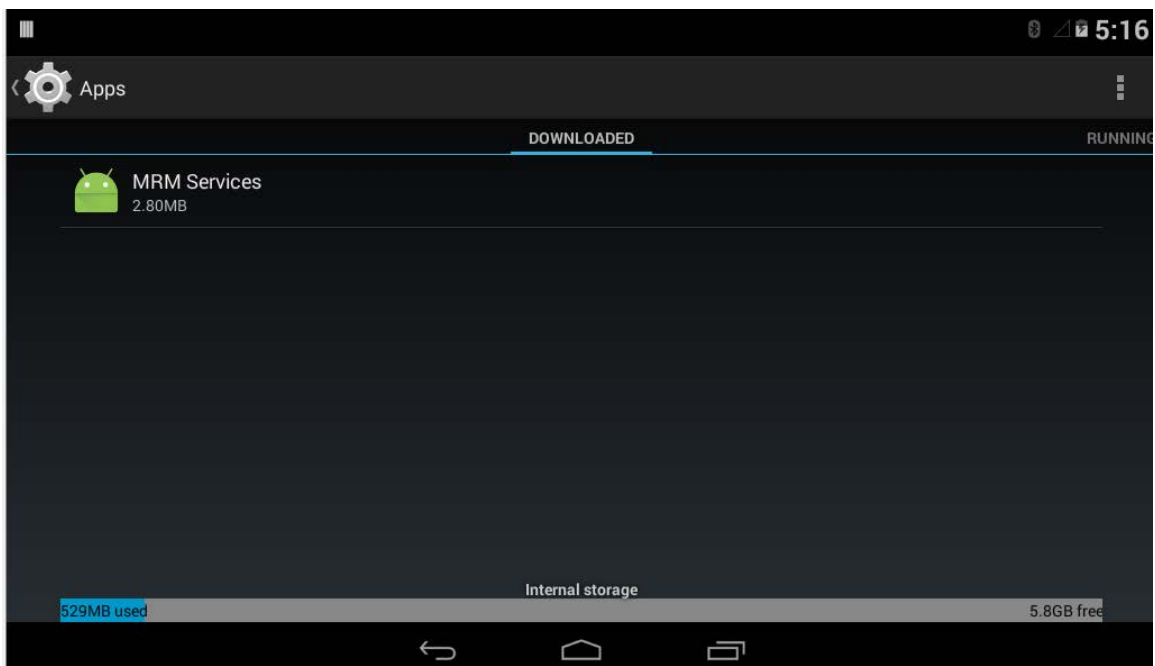 5:16
Apps
DOWNLOADED
RUNNING
MRM Services
2.80MB
Internal storage
529MB used
5.8GB free